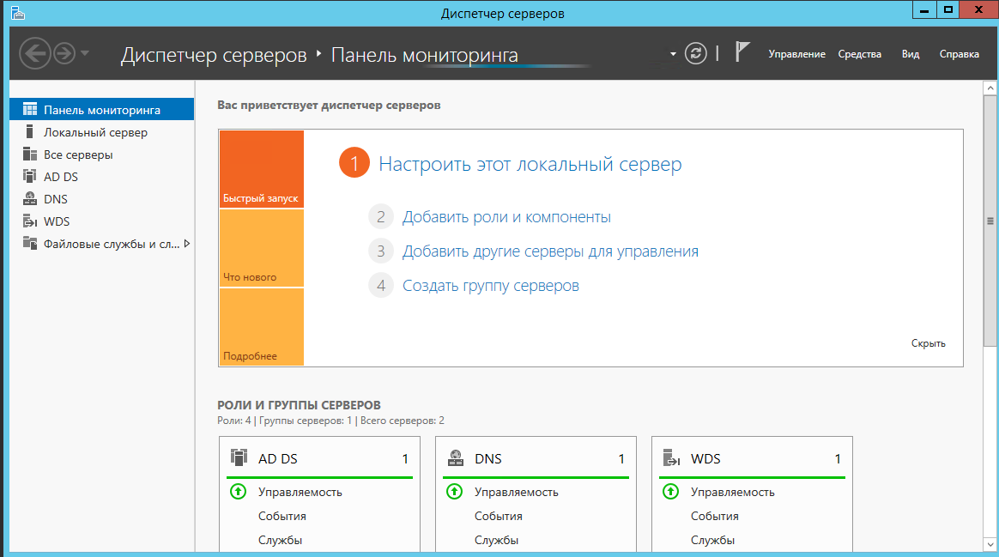 Диспетчер серверов
Диспетчер серверов ‣ Панель мониторинга
Управление Средства Вид Справка
Панель мониторинга
Локальный сервер
Все серверы
AD DS
DNS
WDS
Файловые службы и сл...
Вас приветствует диспетчер серверов
Быстрый запуск
Что нового
Подробнее
1 Настроить этот локальный сервер
2 Добавить роли и компоненты
3 Добавить другие серверы для управления
4 Создать группу серверов
Скрыть
РОЛИ И ГРУППЫ СЕРВЕРОВ
Роли: 4 | Группы серверов: 1 | Всего серверов: 2
AD DS 1
Управляемость
События
Службы
DNS 1
Управляемость
События
Службы
WDS 1
Управляемость
События
Службы